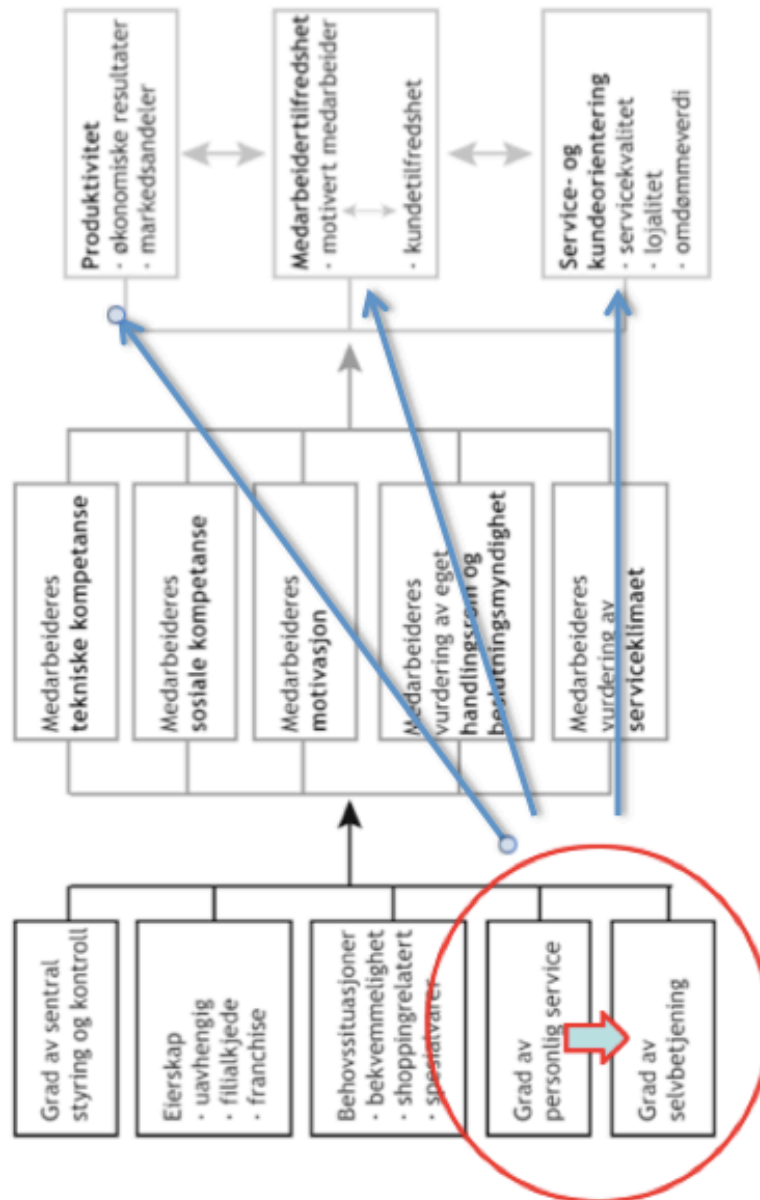 Grad av
selvbetjening
Grad av
personlig service
Behovssituasjoner
· bekvemmelighet
· shoppingrelatert
· spesialvarer
Eierskap
· uavhengig
· filialkjede
· franchise
Grad av sentral
styring og kontroll
Medarbeideres
vurdering av
serviceklimaet
Medarbeideres
vurdering av eget
handlingsrom og
beslutningsmyndighet
Medarbeideres
motivasjon
Medarbeideres
sosiale kompetanse
Medarbeideres
tekniske kompetanse
Service- og
kundeorientering
· servicekvalitet
· lojalitet
· omdømmeverdi
Medarbeidertilfredshet
· motivert medarbeider
· kundetilfredshet
Produktivitet
· økonomiske resultater
· markedsandeler